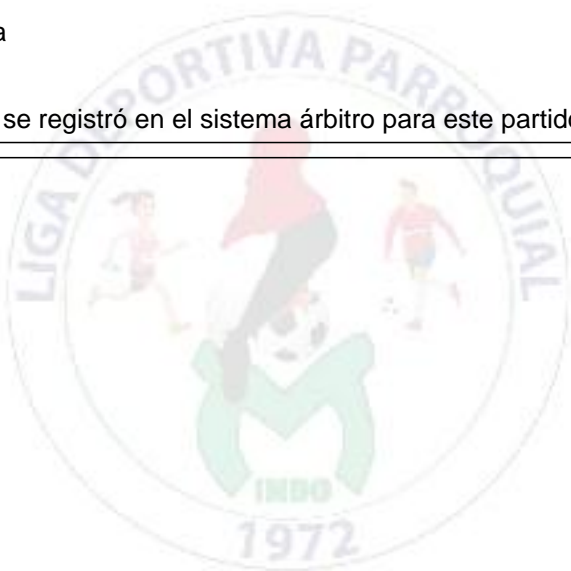 a
se registró en el sistema árbitro para este partido
LIGA DEPORTIVA PARROQUIAL
1972